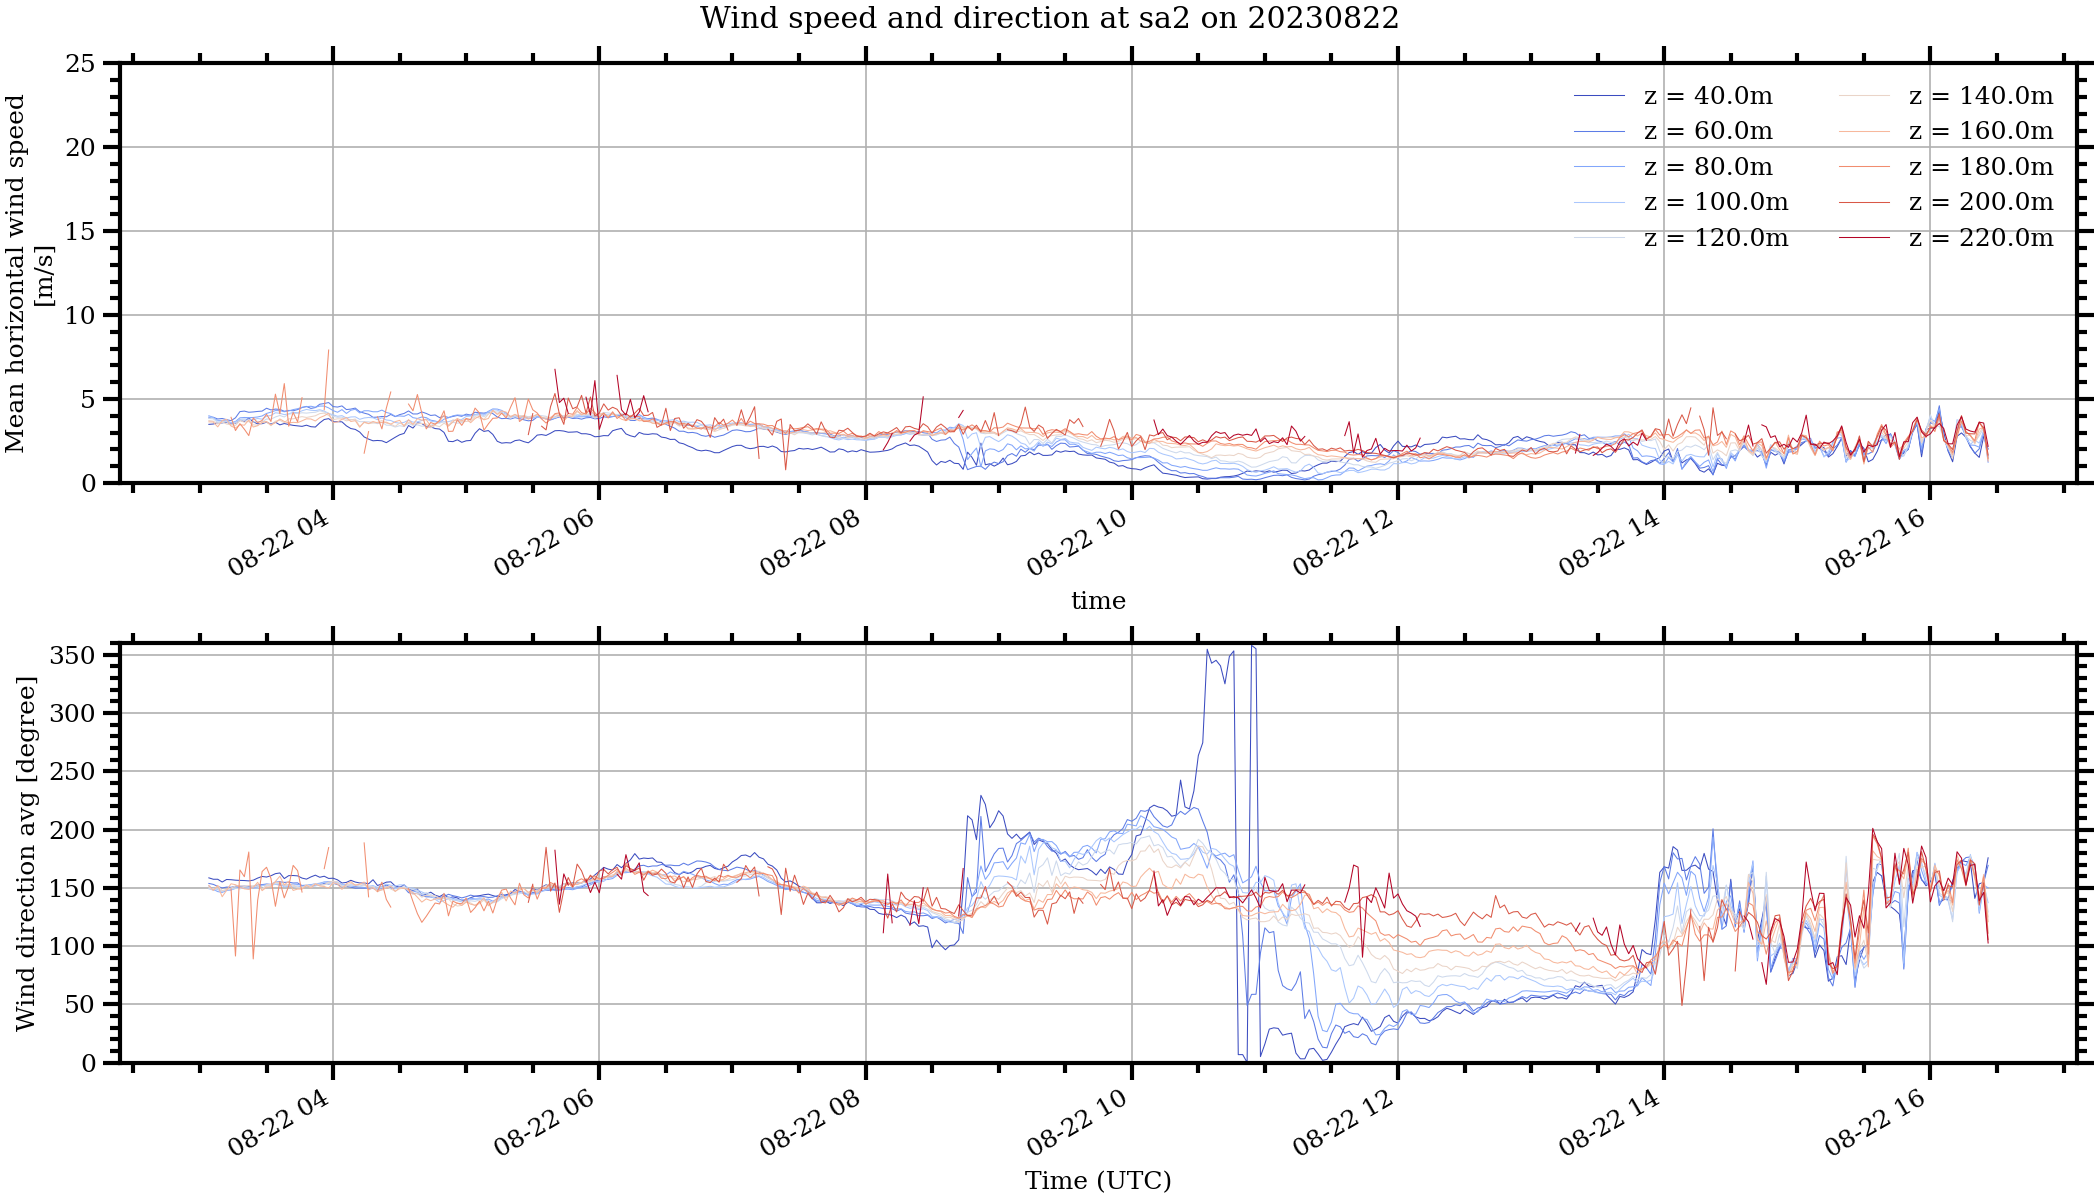 Wind speed and direction at sa2 on 20230822
Mean horizontal wind speed
[m/s]
25
20
15
10
5
0
z = 40.0m
z = 60.0m
z = 80.0m
z = 100.0m
z = 120.0m
z = 140.0m
z = 160.0m
z = 180.0m
z = 200.0m
z = 220.0m
08-22 04
08-22 06
08-22 08
08-22 10
08-22 12
08-22 14
08-22 16
time
Wind direction avg [degree]
350
300
250
200
150
100
50
0
08-22 04
08-22 06
08-22 08
08-22 10
08-22 12
08-22 14
08-22 16
Time (UTC)